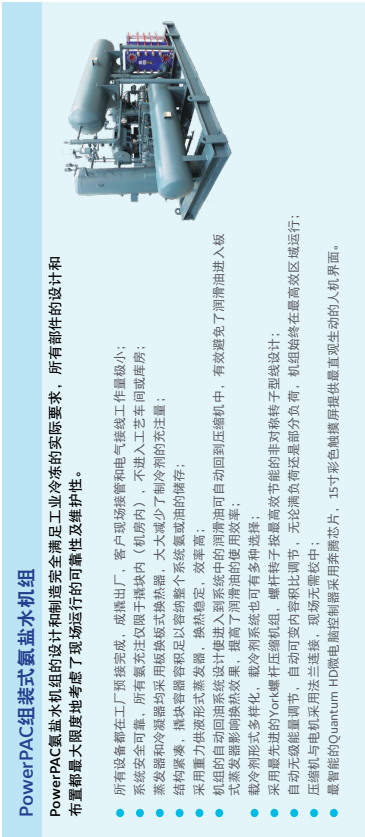 PowerPAC组装式氨盐水机组
PowerPAC氨盐水机组的设计和制造完全满足工业冷冻的实际要求，所有部件的设计和
布置都最大限度地考虑了现场运行的可靠性及维护性。
● 所有设备都在工厂预接完成，成撬出厂，客户现场接管和电气接线工作量极小；
● 系统安全可靠，所有氨充注仅限于撬块内（机房内），不进入工艺车间或库房；
● 蒸发器和冷凝器均采用板换板式换热器，大大减少了制冷剂的充注量；
● 结构紧凑，撬块容器容积足以容纳整个系统氨或油的储存；
● 采用重力供液形式蒸发器，换热稳定，效率高；
● 机组的自动回油系统设计使进入到系统中的润滑油可自动回到压缩机中，有效避免了润滑油进入板
式蒸发器影响换热效果，提高了润滑油的使用效率；
● 载冷剂形式多样化，载冷剂系统也可有多种选择；
● 采用最先进的York螺杆压缩机组，螺杆转子按最高效节能的非对称转子型线设计；
● 自动无级能量调节，自动可变内容积比调节，无论满负荷还是部分负荷，机组始终在最高效区域运行；
● 压缩机与电机采用法兰连接，现场无需校中；
● 最智能的Quantum HD微电脑控制器采用奔腾芯片，15寸彩色触摸屏提供最直观生动的人机界面。